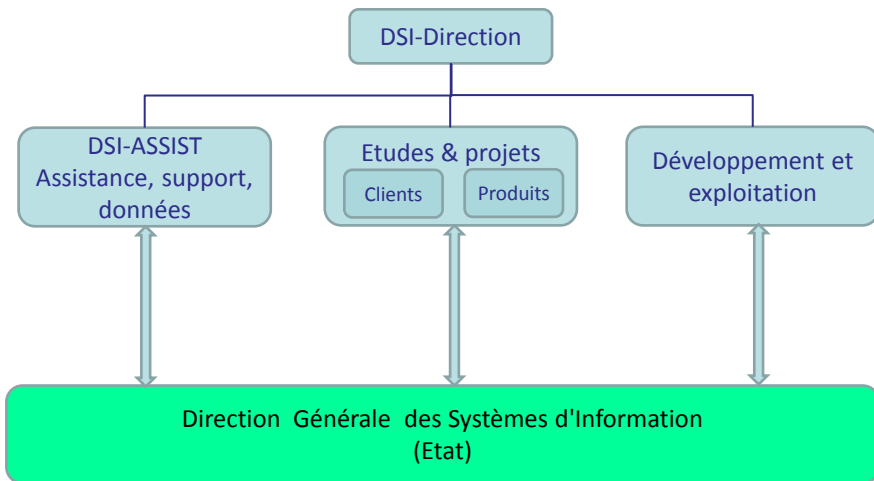 DSI-Direction
DSI-ASSIST
Assistance, support,
données
Etudes & projets
Clients
Produits
Développement et
exploitation
Direction Générale des Systèmes d'Information
(Etat)